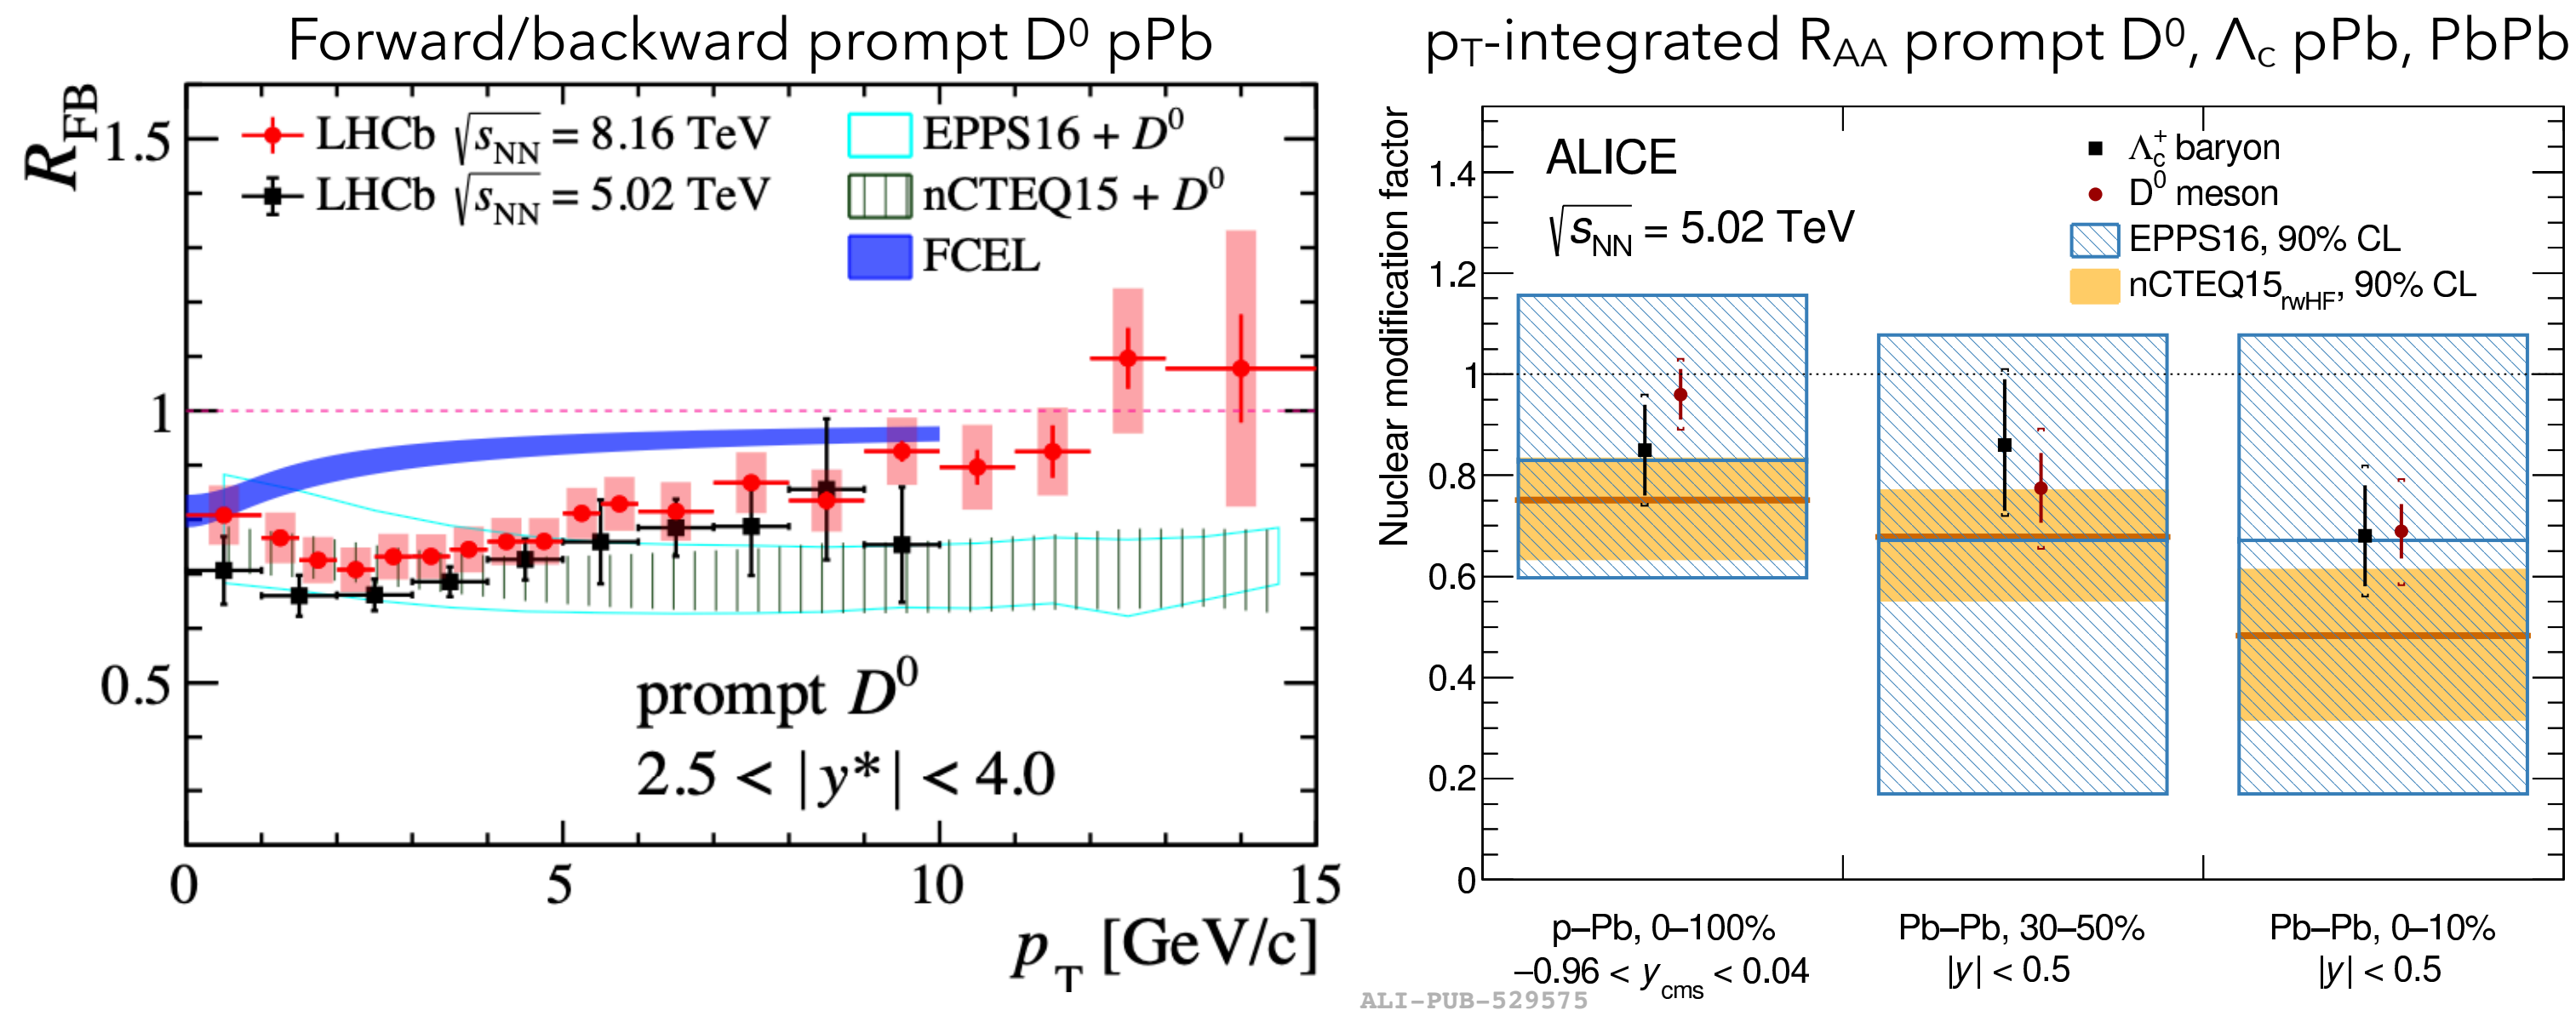 Forward/backward prompt D⁰ pPb
R_FB
1.5
1
0.5
LHCb √s_NN = 8.16 TeV
LHCb √s_NN = 5.02 TeV
EPPS16 + D⁰
nCTEQ15 + D⁰
FCEL
prompt D⁰
2.5 < |y*| < 4.0
0 5 10 15
p_T [GeV/c]
p_T-integrated R_AA prompt D⁰, Λ_c pPb, PbPb
Nuclear modification factor
1.4
1.2
1
0.8
0.6
0.4
0.2
0
ALICE
√s_NN = 5.02 TeV
Λ_c⁺ baryon
D⁰ meson
EPPS16, 90% CL
nCTEQ15_rwHF, 90% CL
p–Pb, 0–100%
–0.96 < y_cms < 0.04
Pb–Pb, 30–50%
|y| < 0.5
Pb–Pb, 0–10%
|y| < 0.5
ALI-PUB-529575